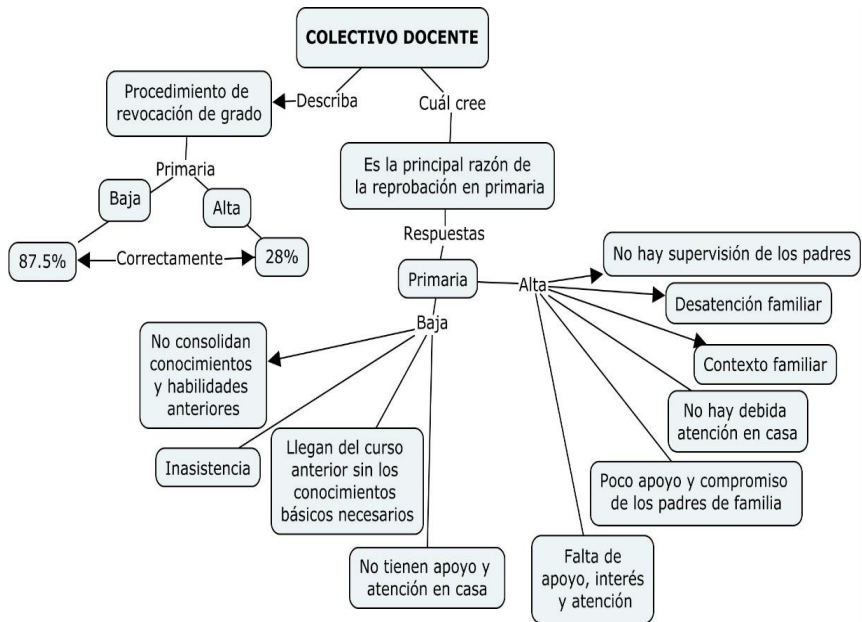 COLECTIVO DOCENTE
Procedimiento de
revocación de grado
Describa
Cuál cree
Primaria
Baja
Alta
87.5%
Correctamente
28%
Es la principal razón de
la reprobación en primaria
Respuestas
Primaria
Alta
Baja
No hay supervisión de los padres
Desatención familiar
Contexto familiar
No hay debida
atención en casa
Poco apoyo y compromiso
de los padres de familia
Falta de
apoyo, interés
y atención
No consolidan
conocimientos
y habilidades
anteriores
Inasistencia
Llegan del curso
anterior sin los
conocimientos
básicos necesarios
No tienen apoyo y
atención en casa